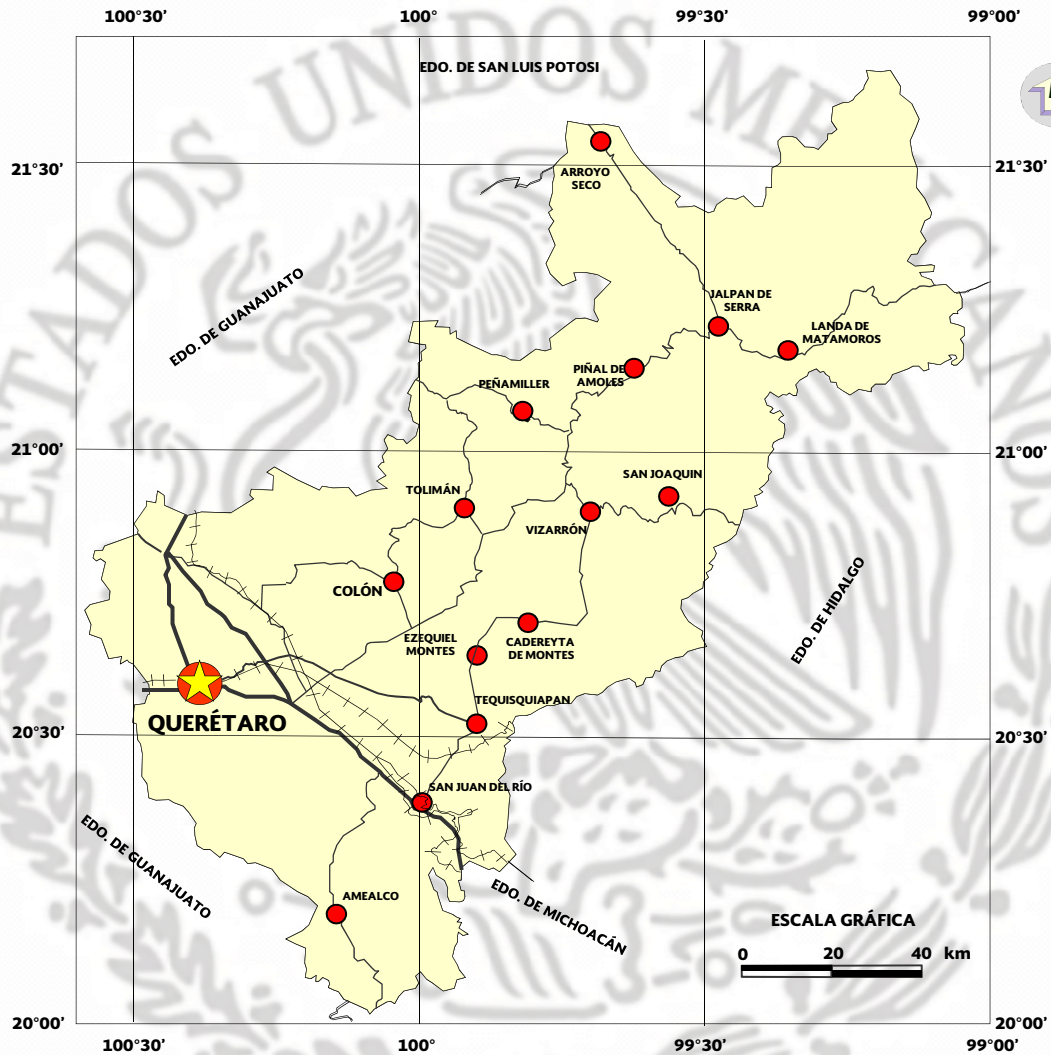 100°30’ 100° 99°30’ 99°00’
EDO. DE SAN LUIS POTOSI
ESTADOS UNIDOS MEXICANOS
21°30’ 21°30’
ARROYO
SECO
EDO. DE GUANAJUATO
JALPAN DE
SERRA
LANDA DE
MATAMOROS
PIÑAL DE
AMOLES
PEÑAMILLER
21°00’ 21°00’
SAN JOAQUIN
TOLIMÁN
VIZARRÓN
COLÓN
EDO. DE HIDALGO
EZEQUIEL
MONTES
CADEREYTA
DE MONTES
TEQUISQUIAPAN
QUERÉTARO
20°30’ 20°30’
SAN JUAN DEL RÍO
EDO. DE GUANAJUATO
AMEALCO
EDO. DE MICHOACÁN
ESCALA GRÁFICA
0 20 40 km
20°00’ 20°00’
100°30’ 100° 99°30’ 99°00’